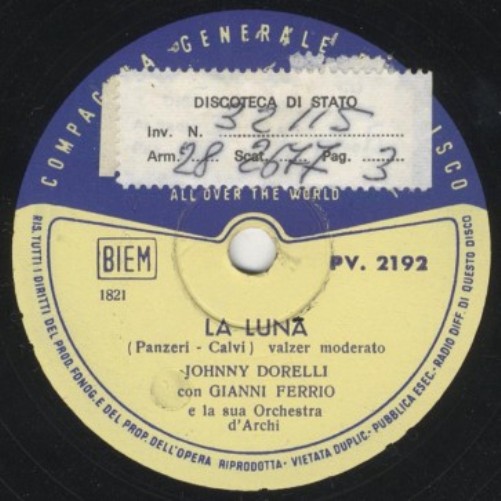 COMPAGNIA GENERALE DISCO
DISCOTECA DI STATO
Inv. N. 32115
Arm. 28 Scat. 2677 Pag. 3
ALL OVER THE WORLD
BIEM
PV. 2192
1821
LA LUNA
(Panzeri - Calvi) valzer moderato
JOHNNY DORELLI
con GIANNI FERRIO
e la sua Orchestra
d'Archi
RIS. TUTTI I DIRITTI DEL PROD. FONOG. E DEL PROP. DELL'OPERA RIPRODOTTA - VIETATA DUPLIC. - PUBBLICA ESEC. - RADIO DIFF. DI QUESTO DISCO